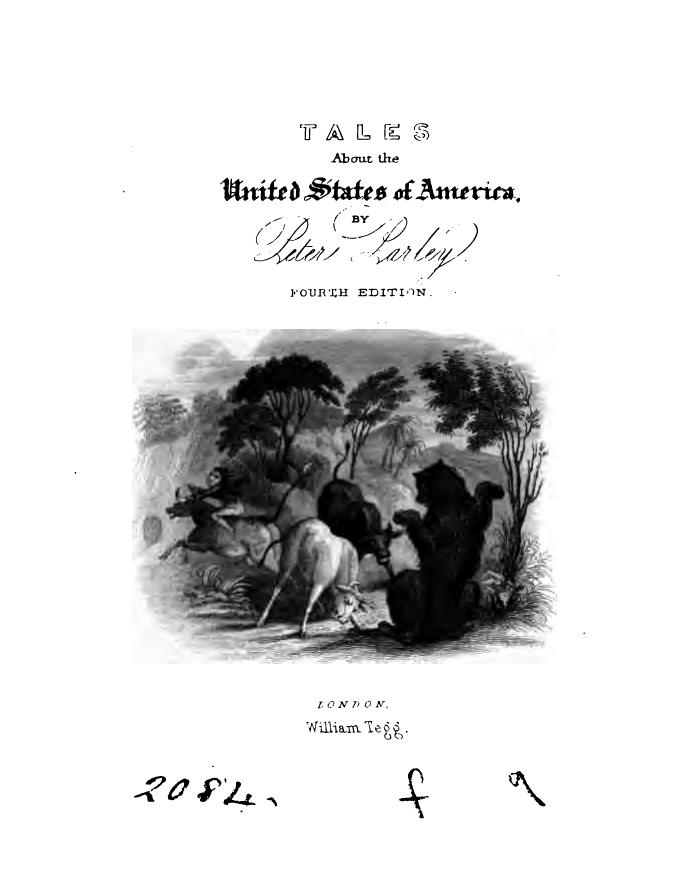 TALES
About the
United States of America,
BY
Peter Parley.
FOURTH EDITION.
LONDON,
William Tegg.
2084. f 9